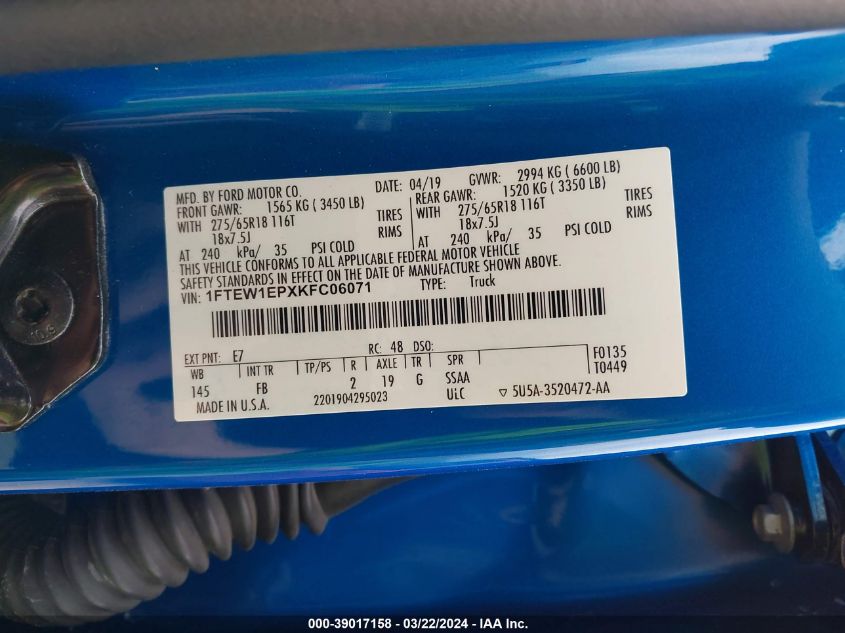 MFD. BY FORD MOTOR CO. DATE: 04/19 GVWR: 2994 KG ( 6600 LB)
FRONT GAWR: 1565 KG ( 3450 LB) REAR GAWR: 1520 KG ( 3350 LB)
WITH 275/65R18 116T TIRES WITH 275/65R18 116T TIRES
18x7.5J RIMS 18x7.5J RIMS
AT 240 kPa/ 35 PSI COLD AT 240 kPa/ 35 PSI COLD
THIS VEHICLE CONFORMS TO ALL APPLICABLE FEDERAL MOTOR VEHICLE
SAFETY STANDARDS IN EFFECT ON THE DATE OF MANUFACTURE SHOWN ABOVE.
VIN: 1FTEW1EPXKFC06071 TYPE: Truck
EXT PNT: E7 RC: 48 DSO: F0135
WB INT TR TP/PS R AXLE TR SPR T0449
145 FB 2 19 G SSAA
UiC ▽ 5U5A-3520472-AA
MADE IN U.S.A. 2201904295023
000-39017158 - 03/22/2024 - IAA Inc.